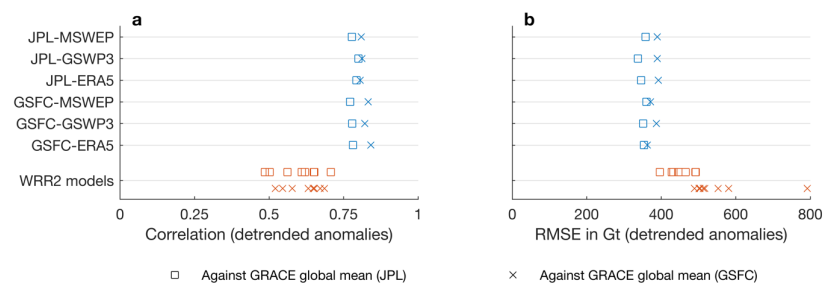 a
b
JPL-MSWEP
JPL-GSWP3
JPL-ERA5
GSFC-MSWEP
GSFC-GSWP3
GSFC-ERA5
WRR2 models
0 0.25 0.5 0.75 1
0 200 400 600 800
Correlation (detrended anomalies)
RMSE in Gt (detrended anomalies)
Against GRACE global mean (JPL)
Against GRACE global mean (GSFC)